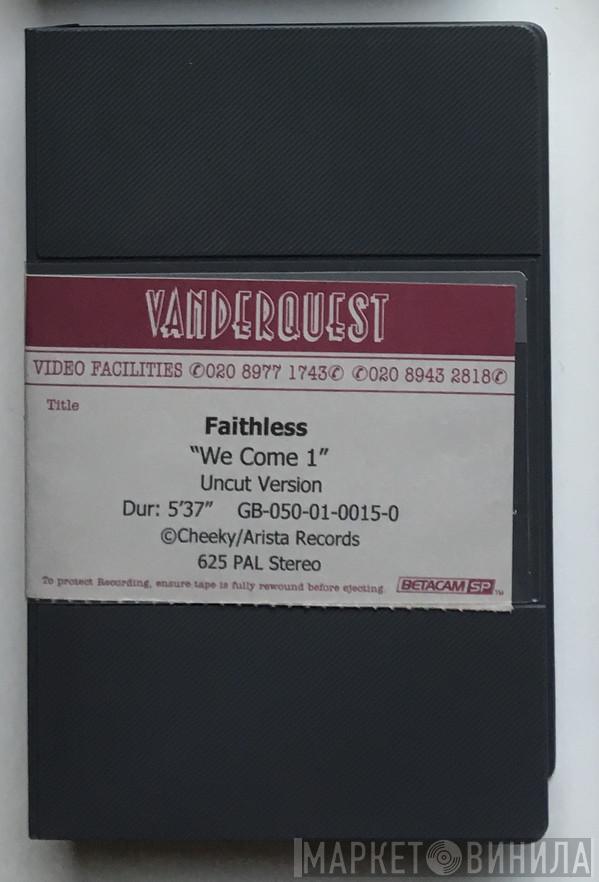 VANDERQUEST
VIDEO FACILITIES ✆020 8977 1743✆ ✆020 8943 2818✆
Title
Faithless
“We Come 1”
Uncut Version
Dur: 5’37” GB-050-01-0015-0
©Cheeky/Arista Records
625 PAL Stereo
To protect Recording, ensure tape is fully rewound before ejecting. BETACAM SP ™
МАРКЕТ ВИНИЛА